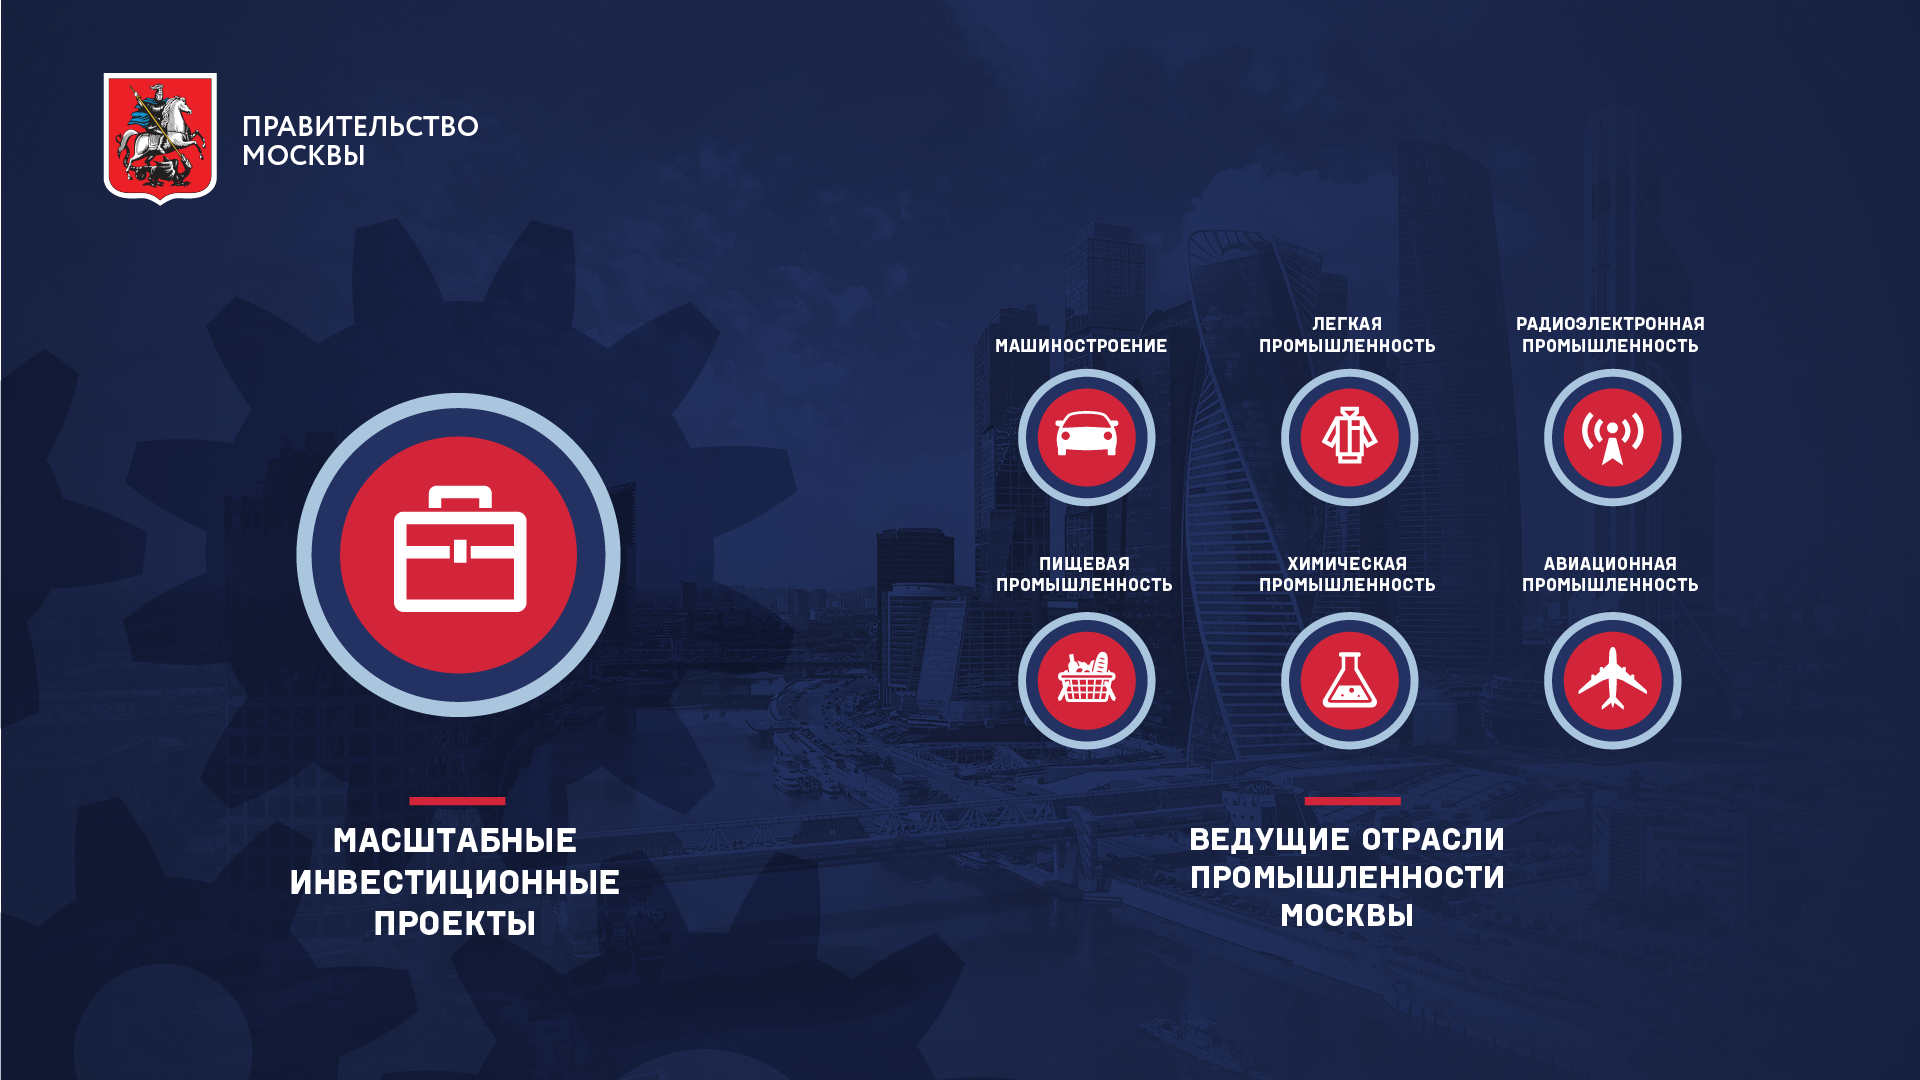 ПРАВИТЕЛЬСТВО
МОСКВЫ
МАСШТАБНЫЕ
ИНВЕСТИЦИОННЫЕ
ПРОЕКТЫ
МАШИНОСТРОЕНИЕ
ЛЕГКАЯ
ПРОМЫШЛЕННОСТЬ
РАДИОЭЛЕКТРОННАЯ
ПРОМЫШЛЕННОСТЬ
ПИЩЕВАЯ
ПРОМЫШЛЕННОСТЬ
ХИМИЧЕСКАЯ
ПРОМЫШЛЕННОСТЬ
АВИАЦИОННАЯ
ПРОМЫШЛЕННОСТЬ
ВЕДУЩИЕ ОТРАСЛИ
ПРОМЫШЛЕННОСТИ
МОСКВЫ